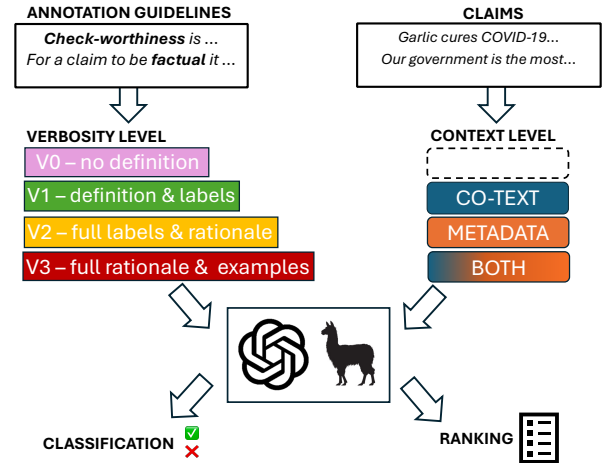 ANNOTATION GUIDELINES
Check-worthiness is ...
For a claim to be factual it ...
CLAIMS
Garlic cures COVID-19...
Our government is the most...
VERBOSITY LEVEL
V0 – no definition
V1 – definition & labels
V2 – full labels & rationale
V3 – full rationale & examples
CONTEXT LEVEL
CO-TEXT
METADATA
BOTH
CLASSIFICATION
RANKING